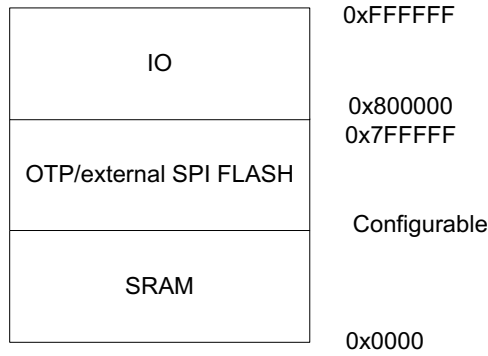 0xFFFFFF
IO
0x800000
0x7FFFFF
OTP/external SPI FLASH
Configurable
SRAM
0x0000